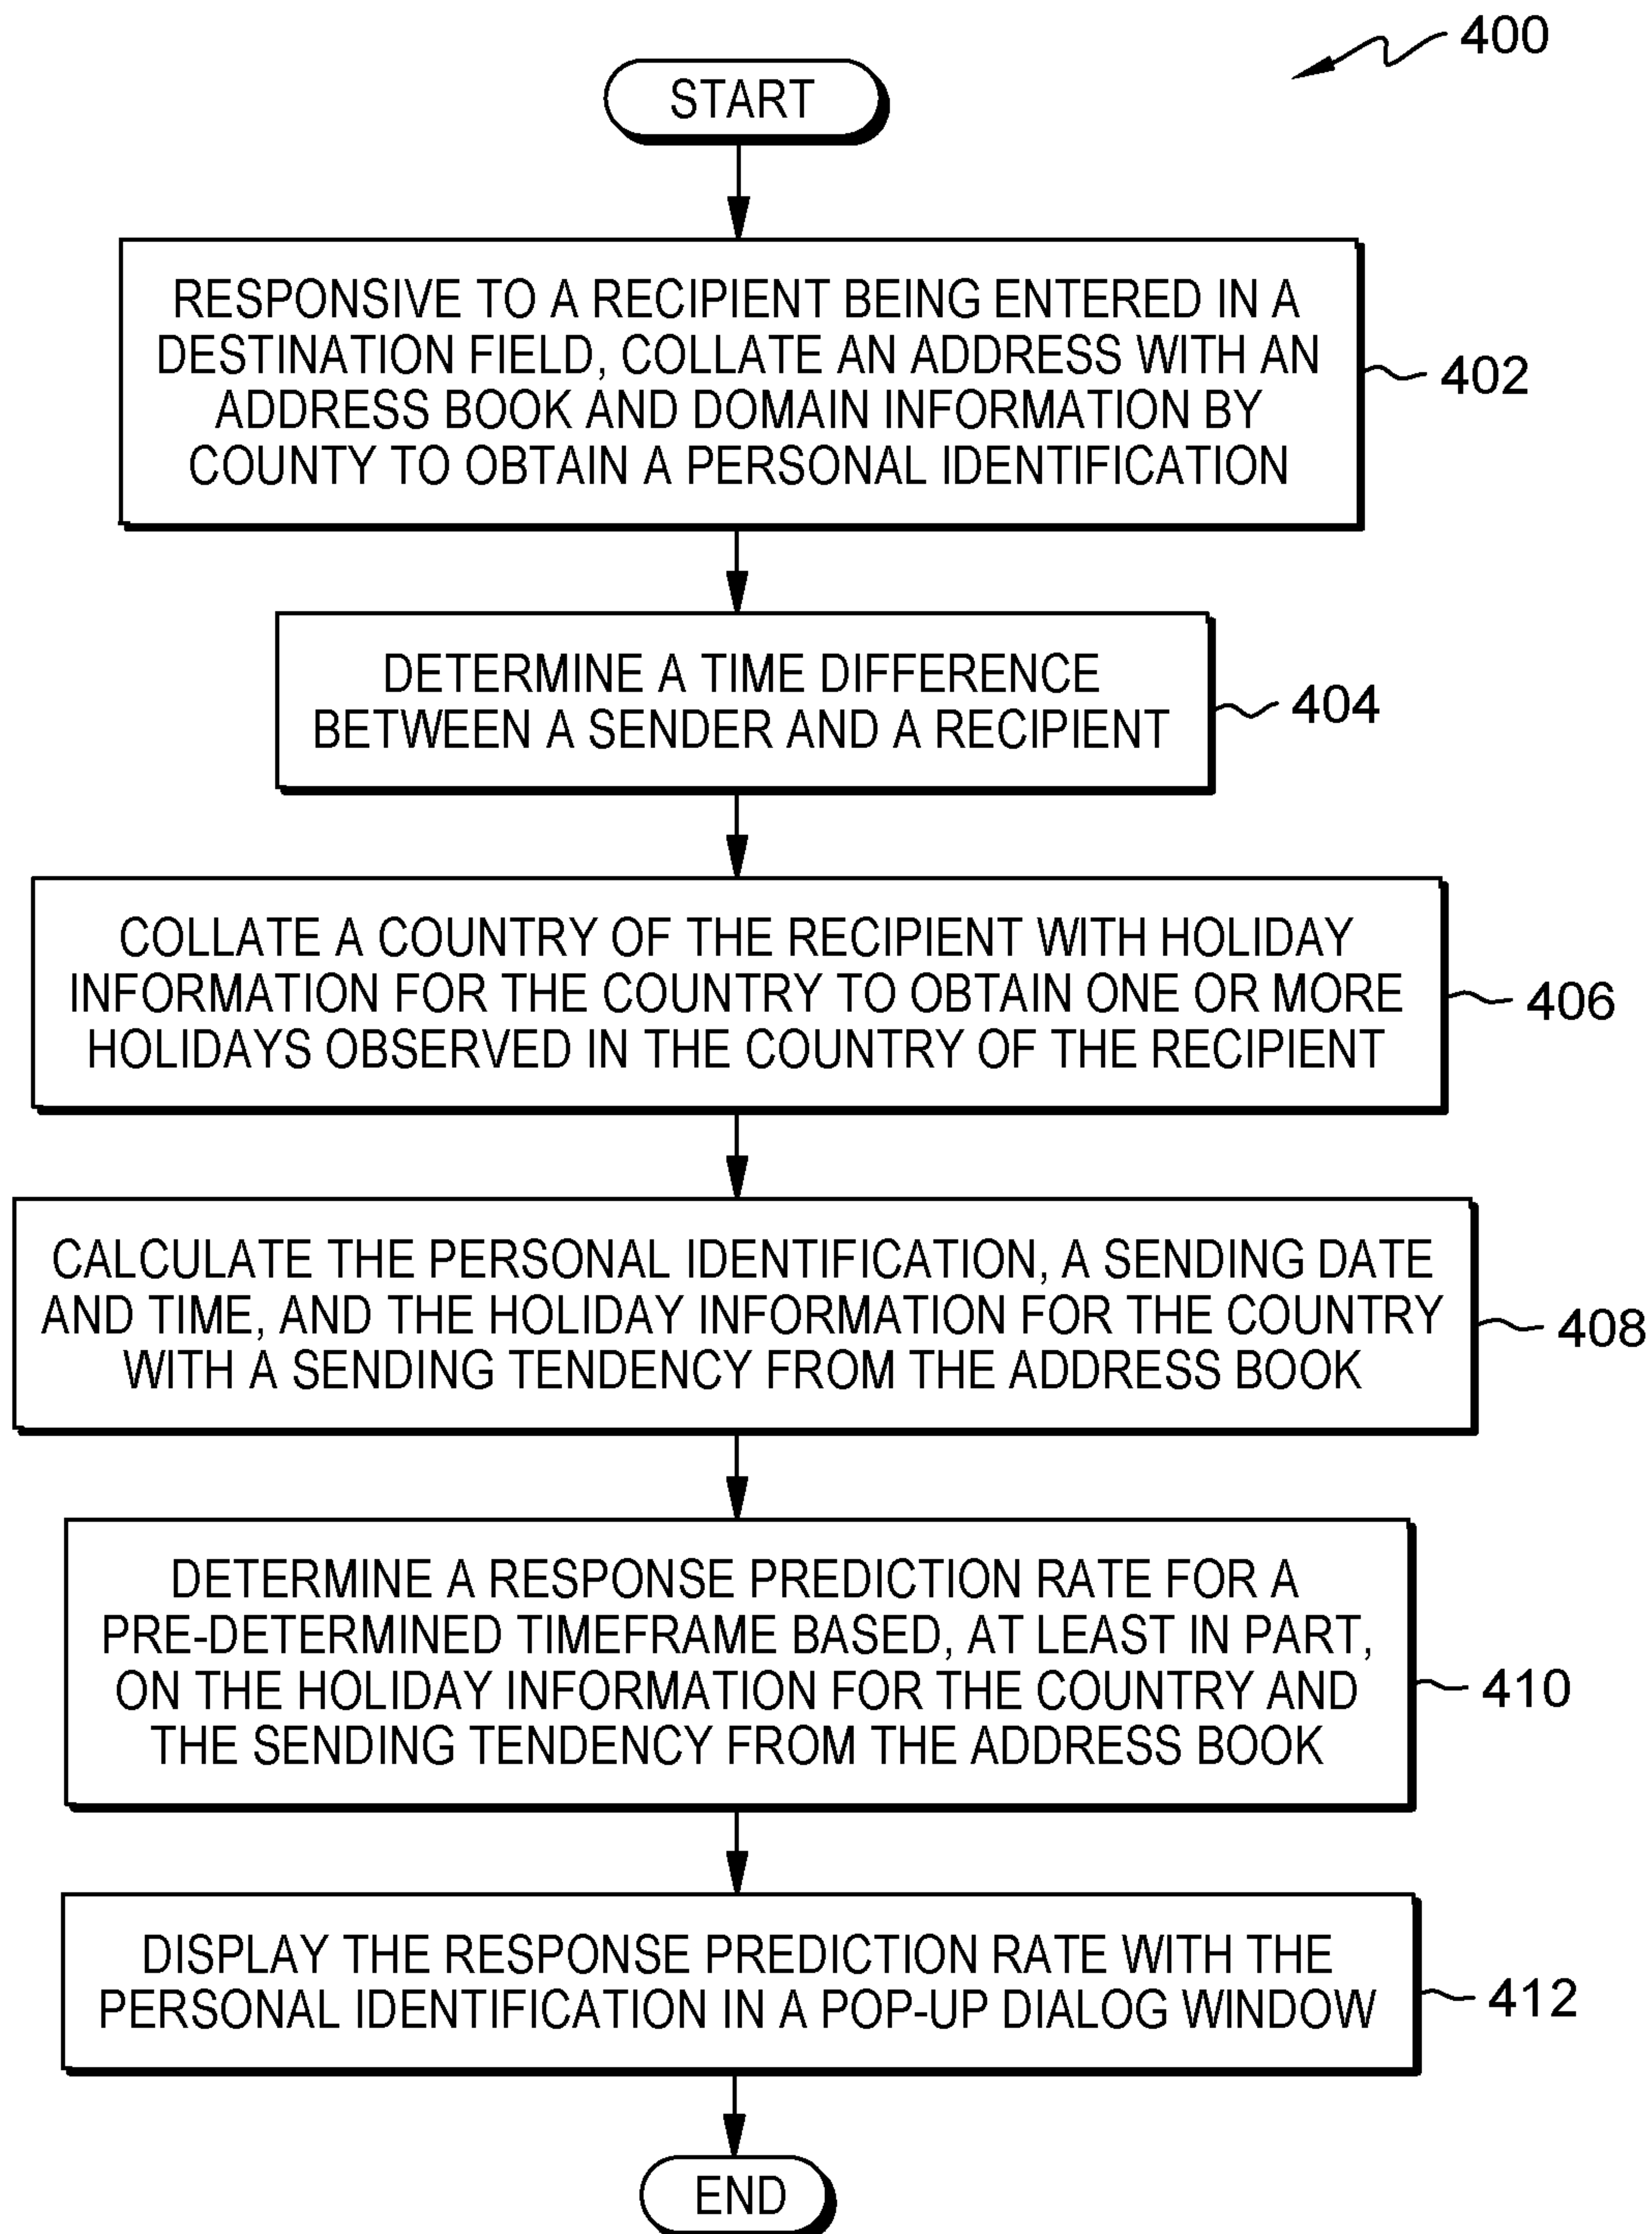 400
START
RESPONSIVE TO A RECIPIENT BEING ENTERED IN A
DESTINATION FIELD, COLLATE AN ADDRESS WITH AN
ADDRESS BOOK AND DOMAIN INFORMATION BY
COUNTY TO OBTAIN A PERSONAL IDENTIFICATION
402
DETERMINE A TIME DIFFERENCE
BETWEEN A SENDER AND A RECIPIENT
404
COLLATE A COUNTRY OF THE RECIPIENT WITH HOLIDAY
INFORMATION FOR THE COUNTRY TO OBTAIN ONE OR MORE
HOLIDAYS OBSERVED IN THE COUNTRY OF THE RECIPIENT
406
CALCULATE THE PERSONAL IDENTIFICATION, A SENDING DATE
AND TIME, AND THE HOLIDAY INFORMATION FOR THE COUNTRY
WITH A SENDING TENDENCY FROM THE ADDRESS BOOK
408
DETERMINE A RESPONSE PREDICTION RATE FOR A
PRE-DETERMINED TIMEFRAME BASED, AT LEAST IN PART,
ON THE HOLIDAY INFORMATION FOR THE COUNTRY AND
THE SENDING TENDENCY FROM THE ADDRESS BOOK
410
DISPLAY THE RESPONSE PREDICTION RATE WITH THE
PERSONAL IDENTIFICATION IN A POP-UP DIALOG WINDOW
412
END